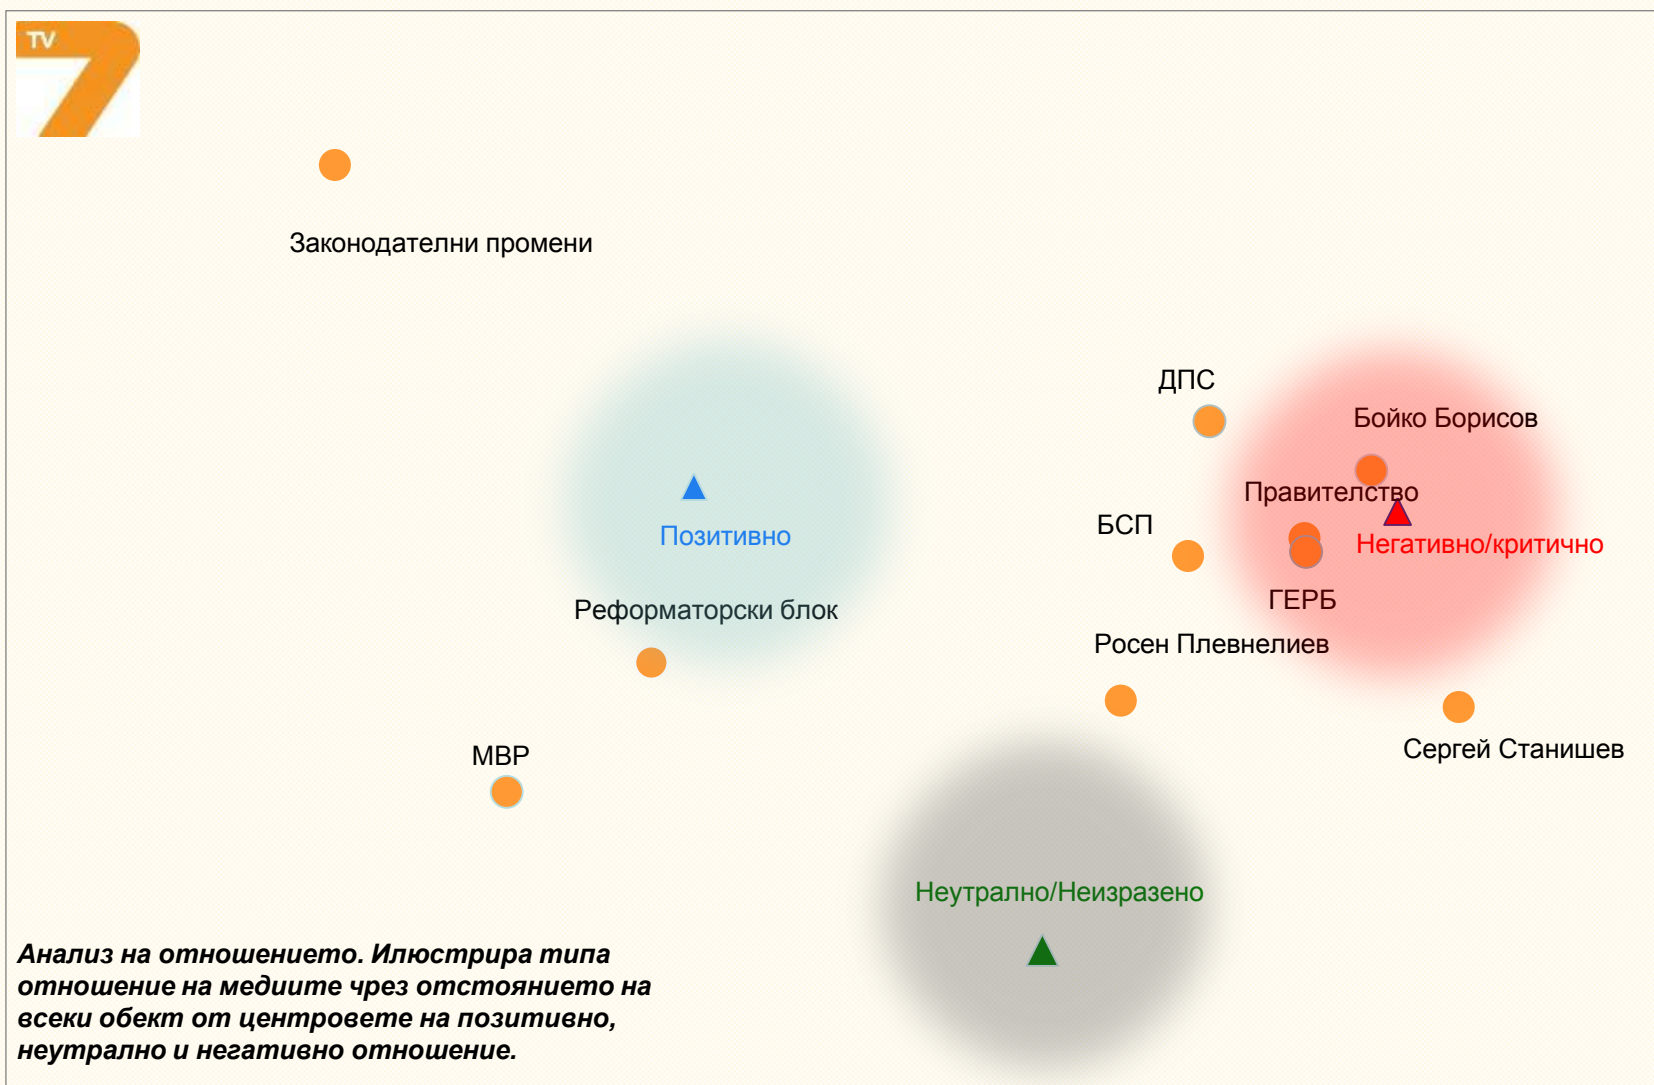 TV
7
Законодателни промени
ДПС
Бойко Борисов
Правителство
БСП
Позитивно
Негативно/критично
ГЕРБ
Реформаторски блок
Росен Плевнелиев
Сергей Станишев
МВР
Неутрално/Неизразено
Анализ на отношението. Илюстрира типа
отношение на медиите чрез отстоянието на
всеки обект от центровете на позитивно,
неутрално и негативно отношение.